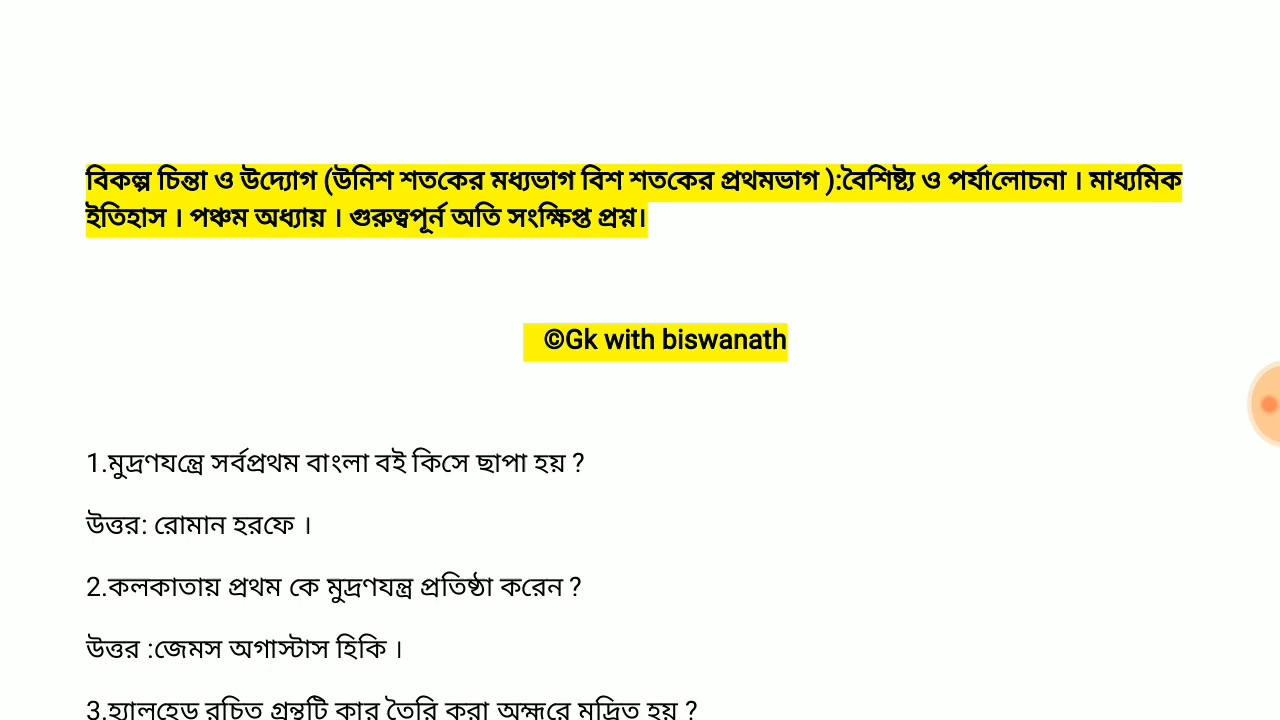 বিকল্প চিন্তা ও উদ্যোগ (উনিশ শতকের মধ্যভাগ বিশ শতকের প্রথমভাগ ):বৈশিষ্ট্য ও পর্যালোচনা । মাধ্যমিক
ইতিহাস । পঞ্চম অধ্যায় । গুরুত্বপূর্ন অতি সংক্ষিপ্ত প্রশ্ন।
©Gk with biswanath
1.মুদ্রণযন্ত্রে সর্বপ্রথম বাংলা বই কিসে ছাপা হয় ?
উত্তর: রোমান হরফে ।
2.কলকাতায় প্রথম কে মুদ্রণযন্ত্র প্রতিষ্ঠা করেন ?
উত্তর :জেমস অগাস্টাস হিকি ।
3.হ্যালহেড রচিত গ্রন্থটি কার তৈরি করা অক্ষরে মুদ্রিত হয় ?